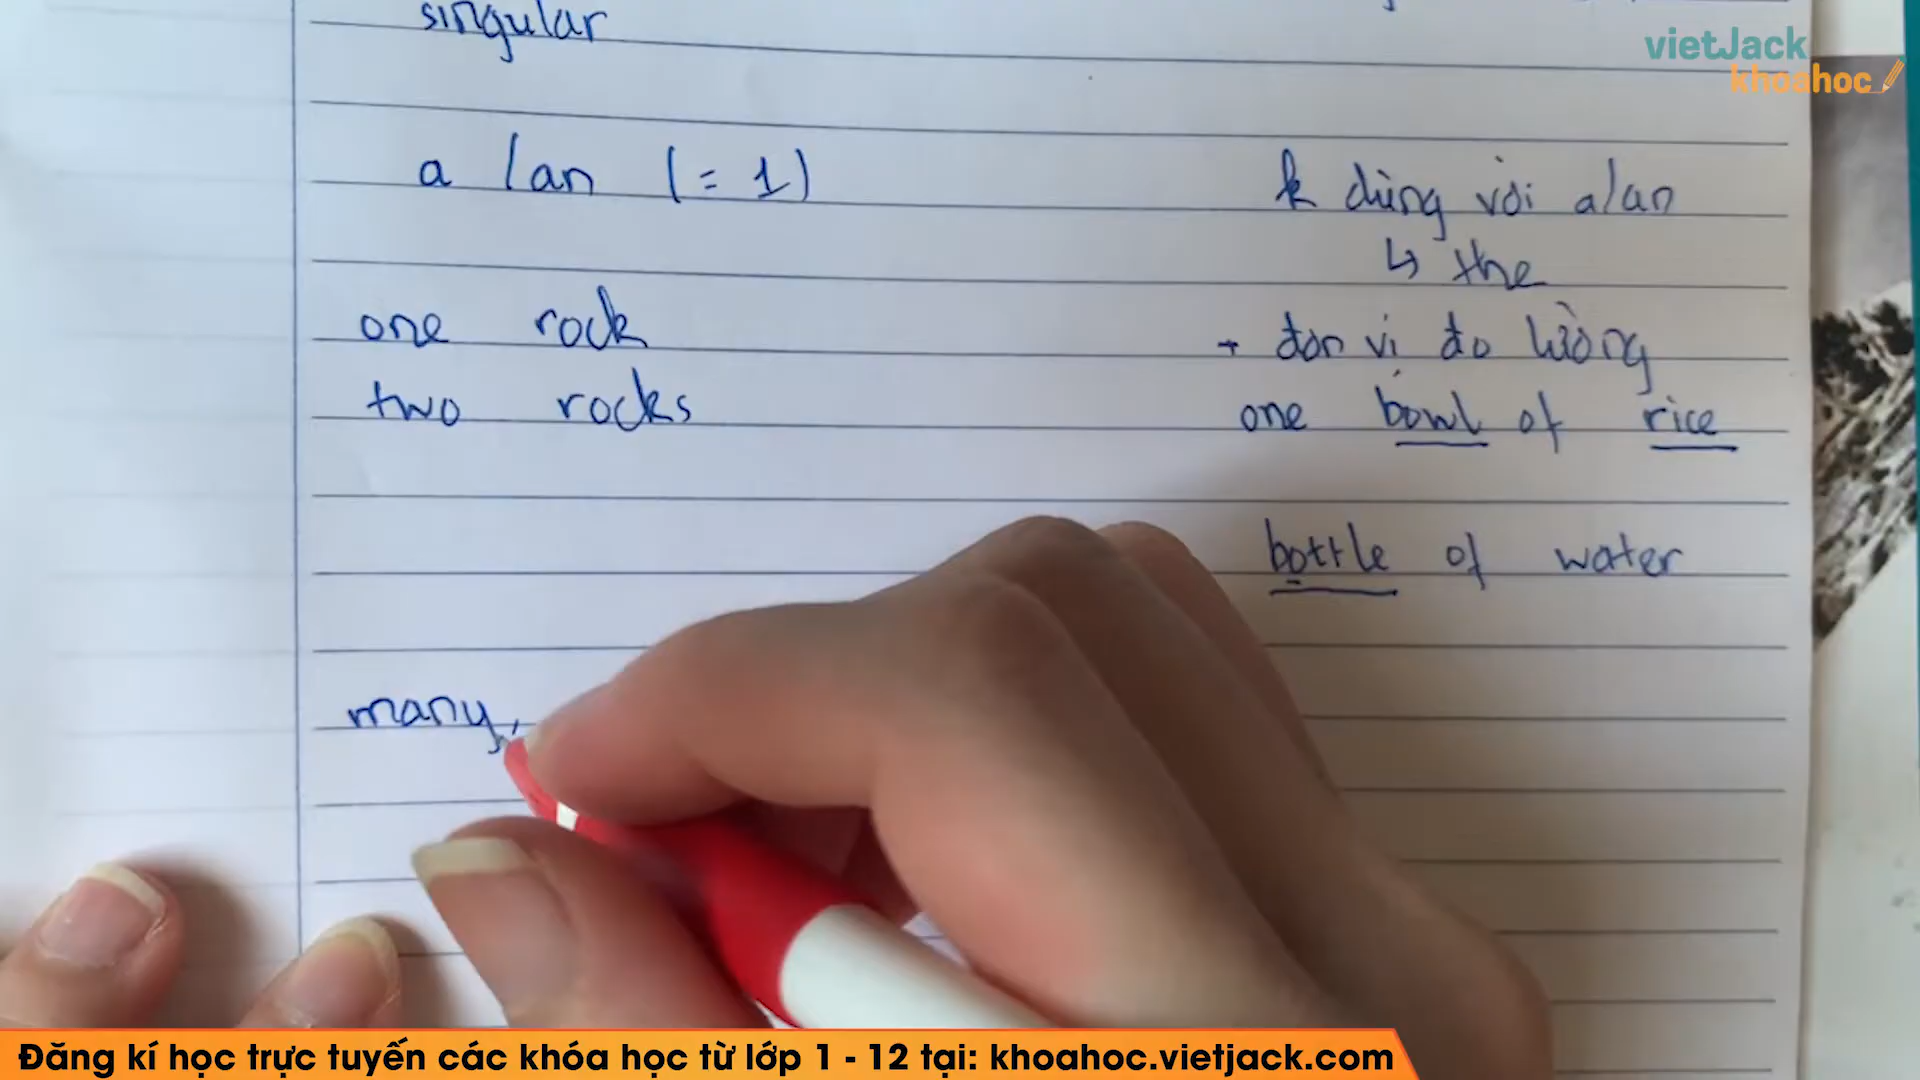 singular
vietJack
khoahoc
a / an (= 1)
k dùng với a/an
↳ the
one rock
+ đơn vị đo lường
two rocks
one bowl of rice
bottle of water
many,
Đăng kí học trực tuyến các khóa học từ lớp 1 - 12 tại: khoahoc.vietjack.com